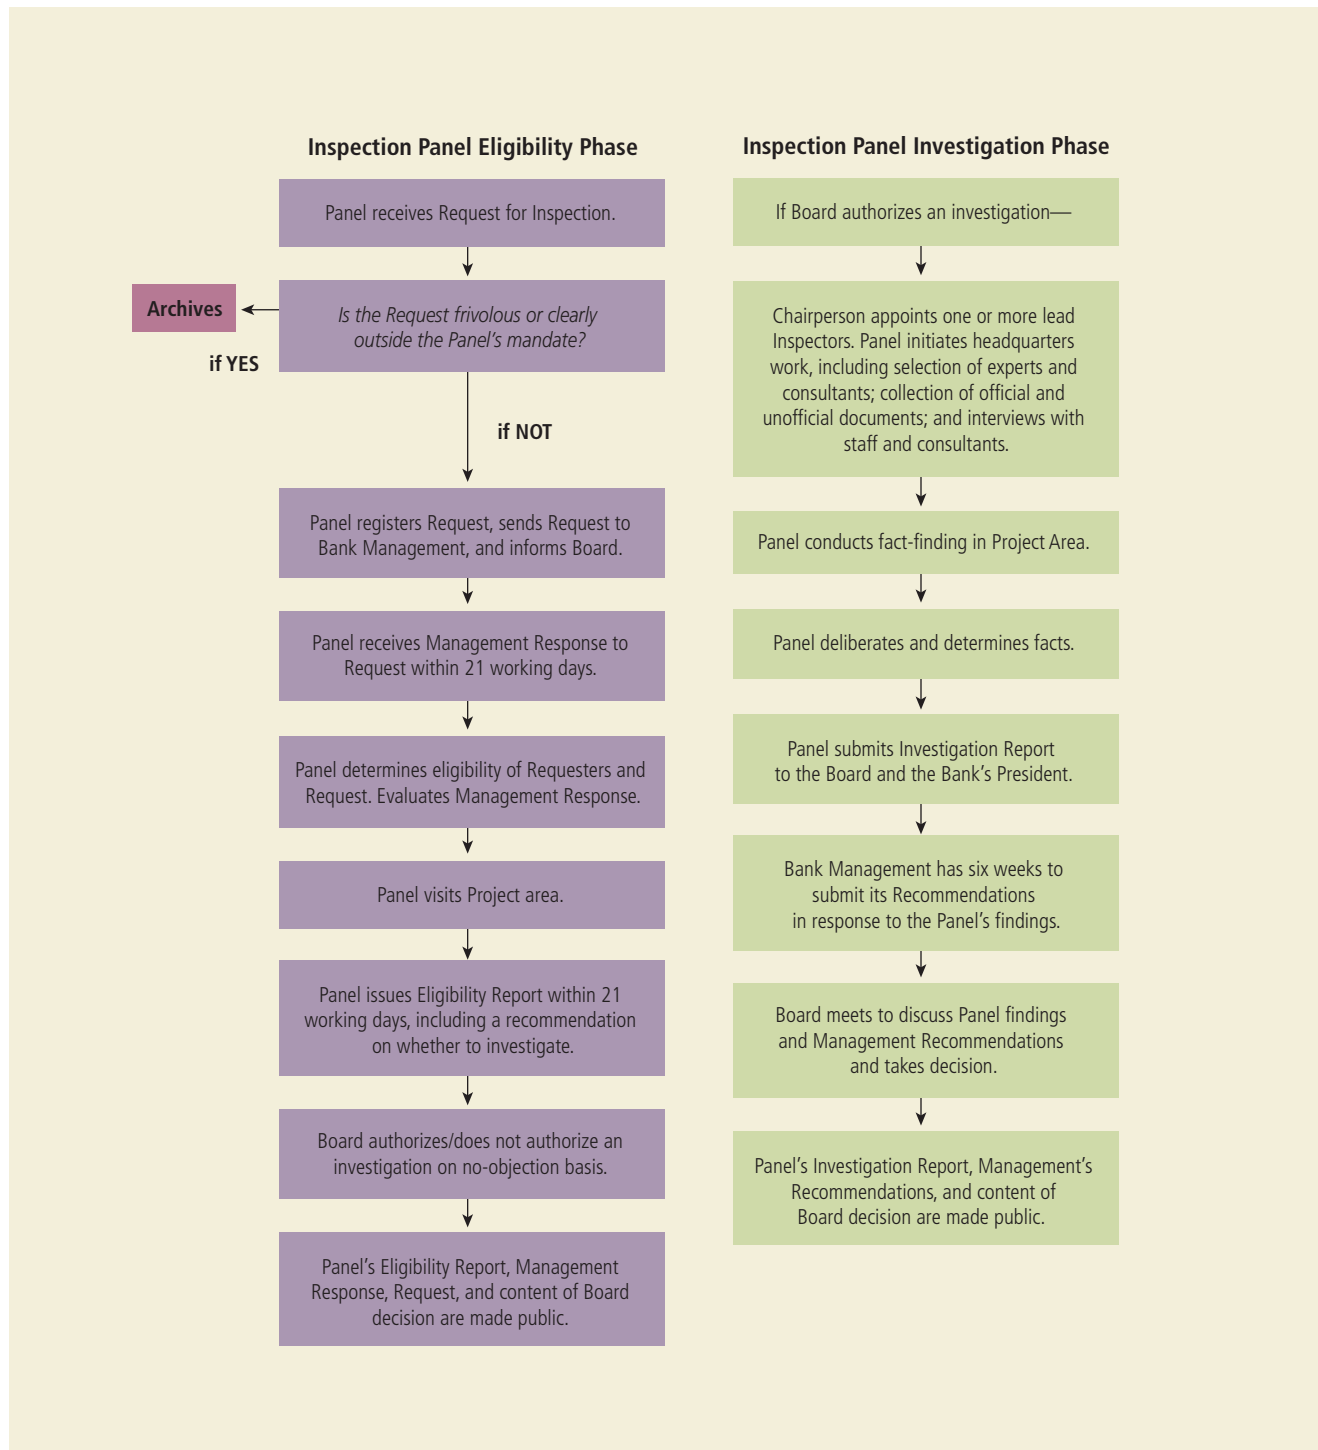 Inspection Panel Eligibility Phase
Panel receives Request for Inspection.
Is the Request frivolous or clearly
outside the Panel’s mandate?
Archives
if YES
if NOT
Panel registers Request, sends Request to
Bank Management, and informs Board.
Panel receives Management Response to
Request within 21 working days.
Panel determines eligibility of Requesters and
Request. Evaluates Management Response.
Panel visits Project area.
Panel issues Eligibility Report within 21
working days, including a recommendation
on whether to investigate.
Board authorizes/does not authorize an
investigation on no-objection basis.
Panel’s Eligibility Report, Management
Response, Request, and content of Board
decision are made public.
Inspection Panel Investigation Phase
If Board authorizes an investigation—
Chairperson appoints one or more lead
Inspectors. Panel initiates headquarters
work, including selection of experts and
consultants; collection of official and
unofficial documents; and interviews with
staff and consultants.
Panel conducts fact-finding in Project Area.
Panel deliberates and determines facts.
Panel submits Investigation Report
to the Board and the Bank’s President.
Bank Management has six weeks to
submit its Recommendations
in response to the Panel’s findings.
Board meets to discuss Panel findings
and Management Recommendations
and takes decision.
Panel’s Investigation Report, Management’s
Recommendations, and content of
Board decision are made public.